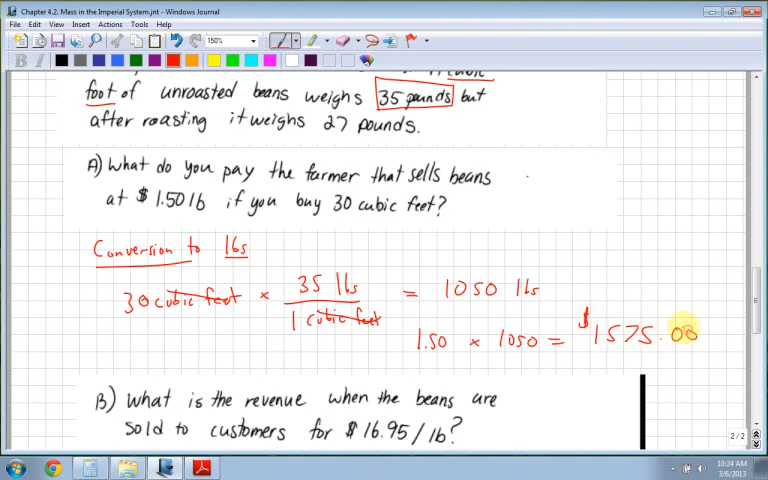 Chapter 4.2. Mass in the Imperial System.jnt - Windows Journal
File Edit View Insert Actions Tools Help
150%
B I
1 cubic
foot of unroasted beans weighs 35 pounds but
after roasting it weighs 27 pounds.
A) What do you pay the farmer that sells beans
at $1.50 lb if you buy 30 cubic feet?
Conversion to lbs
30 cubic feet × 35 lbs / 1 cubic feet = 1050 lbs
1.50 × 1050 = $1575.00
B) What is the revenue when the beans are
sold to customers for $16.95/lb?
2/2
10:24 AM
3/6/2013